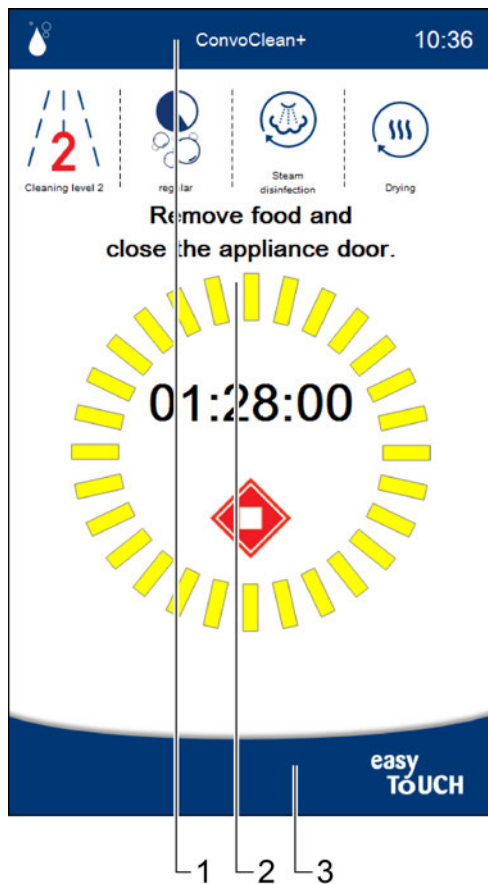 ConvoClean+ 10:36
2
Cleaning level 2
regular
Steam
disinfection
Drying
Remove food and
close the appliance door.
01:28:00
easy
TOUCH
1 2 3